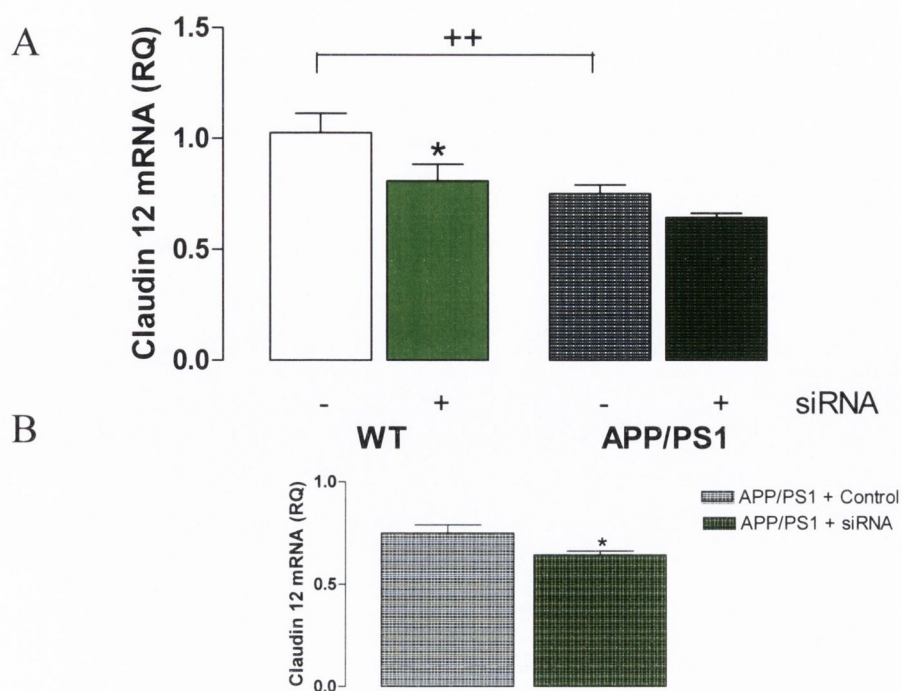 A
Claudin 12 mRNA (RQ)
1.5
1.0
0.5
0.0
++
*
- + - + siRNA
WT APP/PS1
B
Claudin 12 mRNA (RQ)
1.0
0.5
0.0
*
APP/PS1 + Control
APP/PS1 + siRNA